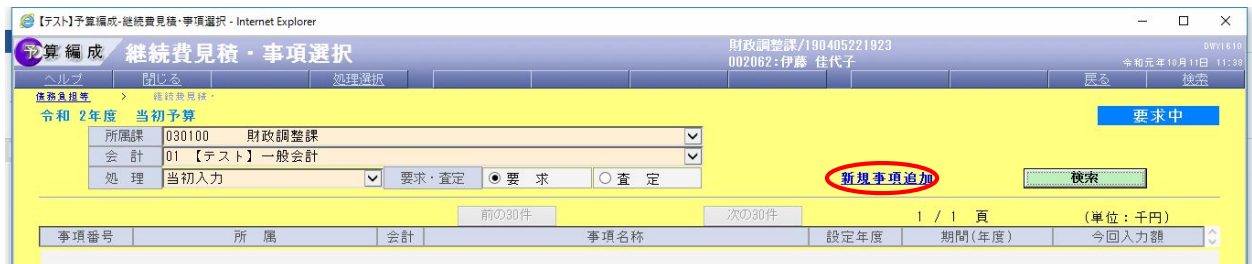 【テスト】予算編成-継続費見積・事項選択 - Internet Explorer
予算編成 継続費見積・事項選択 財政調整課/190405221923 DWY1610
002062:伊藤 佳代子 令和元年10月11日 11:38
ヘルプ 閉じる 処理選択 戻る 検索
債務負担等 > 継続費見積・
令和 2年度 当初予算 要求中
所属課 030100 財政調整課
会 計 01 【テスト】一般会計
処 理 当初入力 要求・査定 要 求 査 定 新規事項追加 検索
前の30件 次の30件 1 / 1 頁 (単位：千円)
事項番号 所 属 会計 事項名称 設定年度 期間(年度) 今回入力額